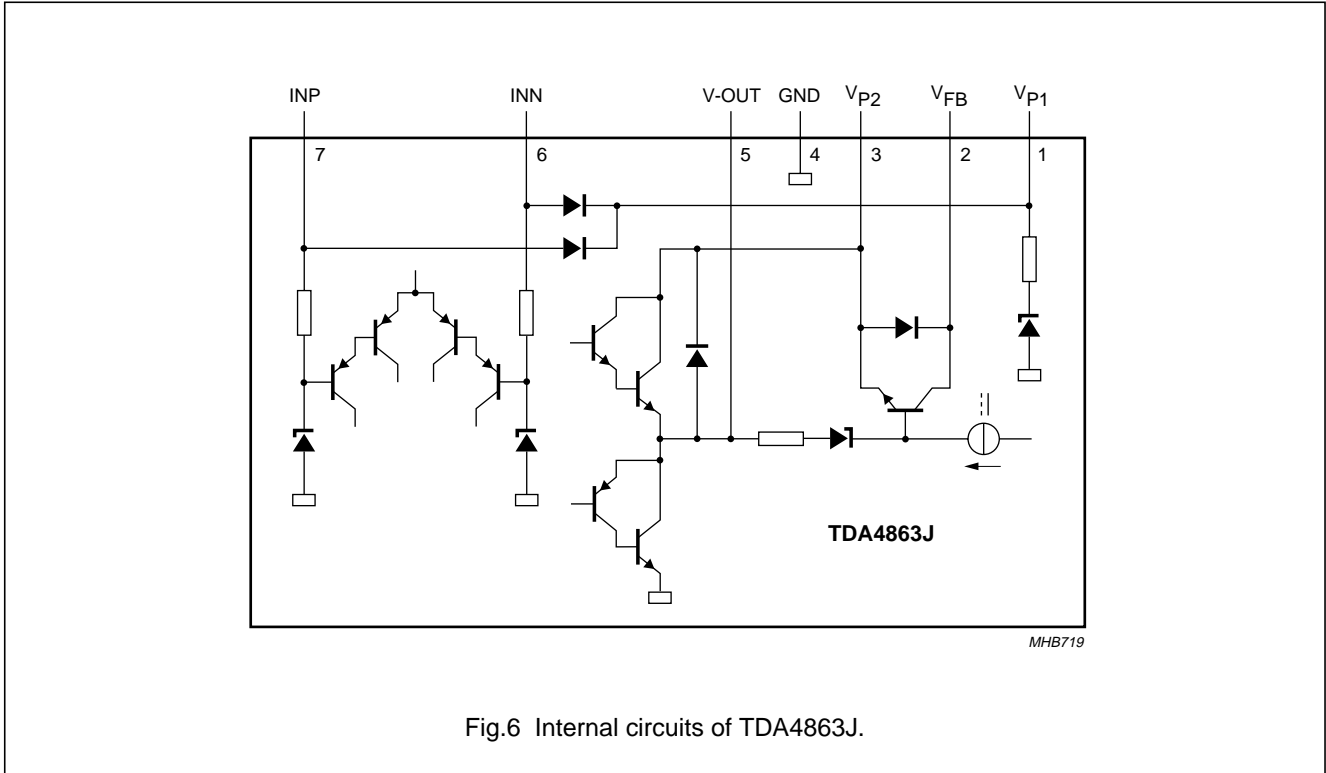 INP INN V-OUT GND VP2 VFB VP1
7 6 5 4 3 2 1
TDA4863J
MHB719
Fig.6 Internal circuits of TDA4863J.